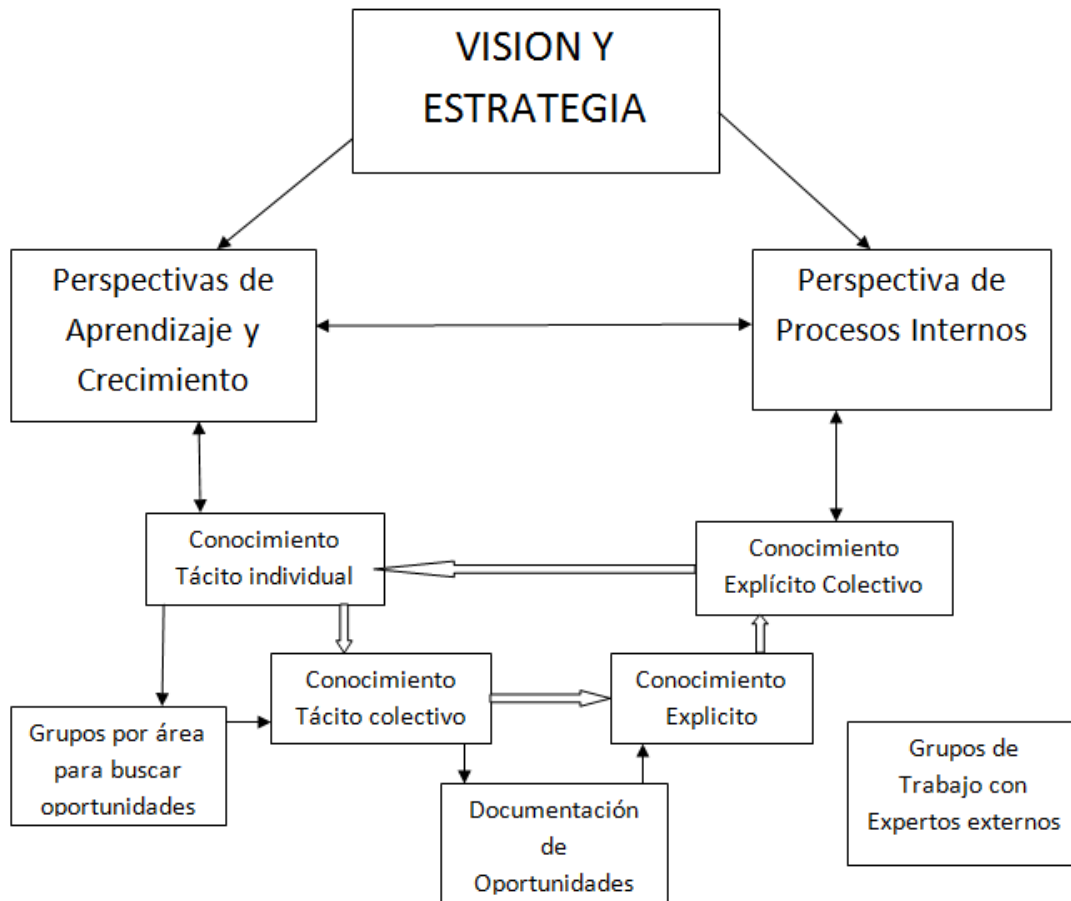 VISION Y
ESTRATEGIA
Perspectivas de
Aprendizaje y
Crecimiento
Perspectiva de
Procesos Internos
Conocimiento
Tácito individual
Conocimiento
Explícito Colectivo
Conocimiento
Tácito colectivo
Conocimiento
Explicito
Grupos por área
para buscar
oportunidades
Documentación
de
Oportunidades
Grupos de
Trabajo con
Expertos externos